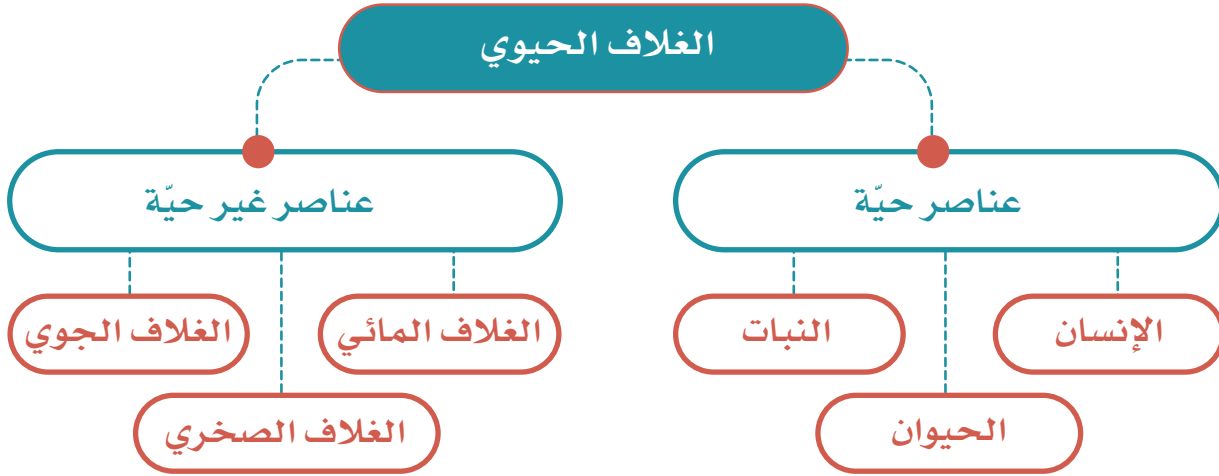 الغلاف الحيوي
عناصر حيّة
عناصر غير حيّة
الإنسان
النبات
الغلاف المائي
الغلاف الجوي
الحيوان
الغلاف الصخري